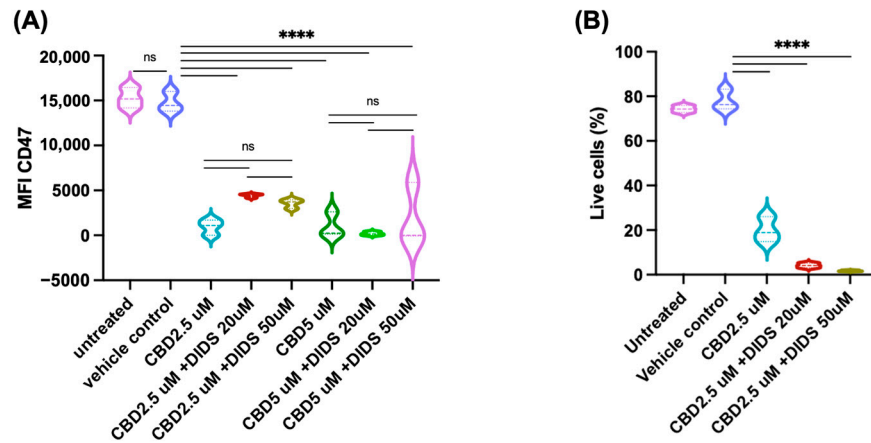 (A)
****
ns
ns
ns
MFI CD47
20,000
15,000
10,000
5000
0
−5000
untreated
vehicle control
CBD2.5 uM
CBD2.5 uM +DIDS 20uM
CBD2.5 uM +DIDS 50uM
CBD5 uM
CBD5 uM +DIDS 20uM
CBD5 uM +DIDS 50uM
(B)
****
Live cells (%)
100
80
60
40
20
0
Untreated
Vehicle Control
CBD2.5 uM
CBD2.5 uM +DIDS 20uM
CBD2.5 uM +DIDS 50uM